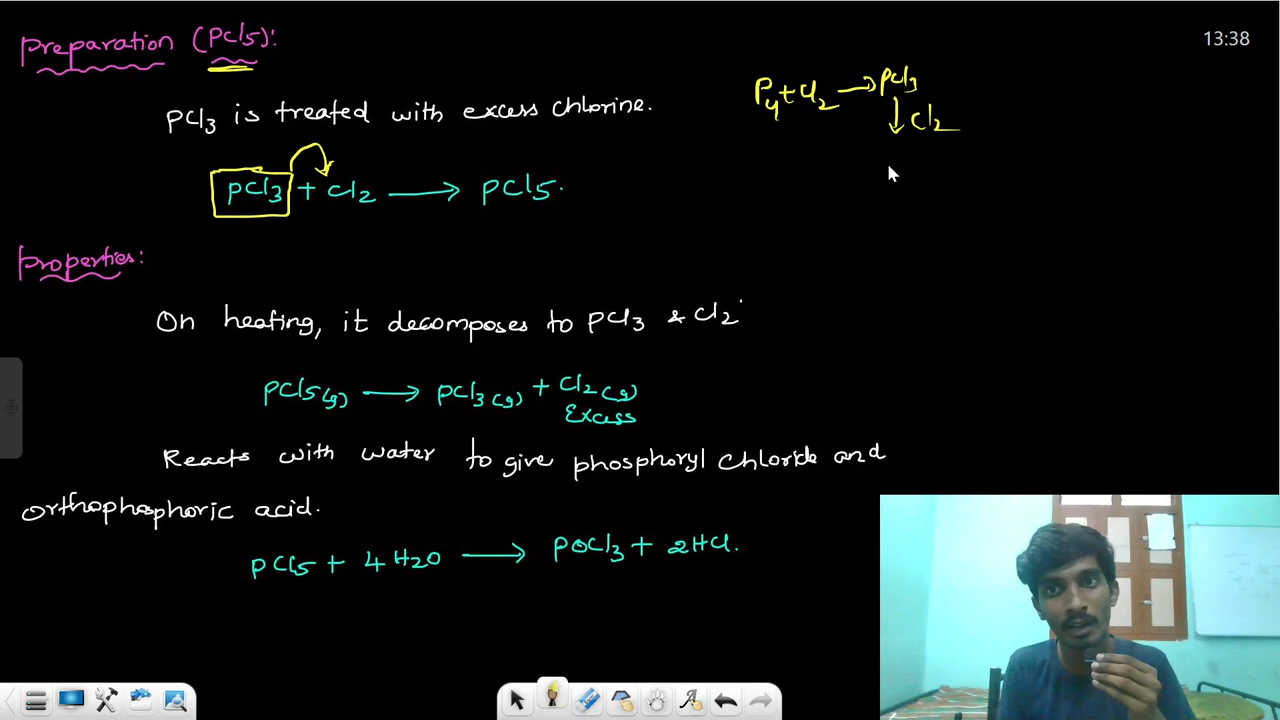 Preparation (PCl5):
13:38
P4 + Cl2 → PCl3
↓ Cl2
PCl3 is treated with excess chlorine.
PCl3 + Cl2 → PCl5.
Properties:
On heating, it decomposes to PCl3 & Cl2
PCl5(g) → PCl3(g) + Cl2(g)
Excess
Reacts with water to give phosphoryl chloride and
orthophosphoric acid.
PCl5 + 4H2O → POCl3 + 2HCl.